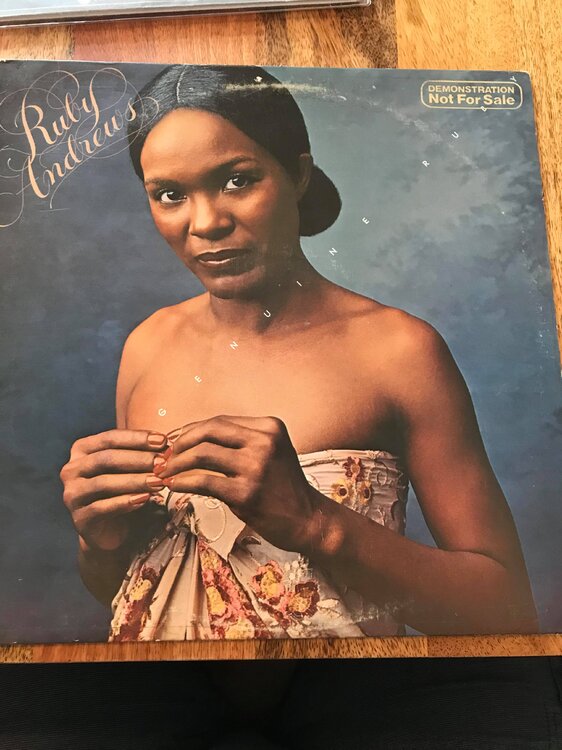 Ruby
Andrews
DEMONSTRATION
Not For Sale
GENUINE RUBY